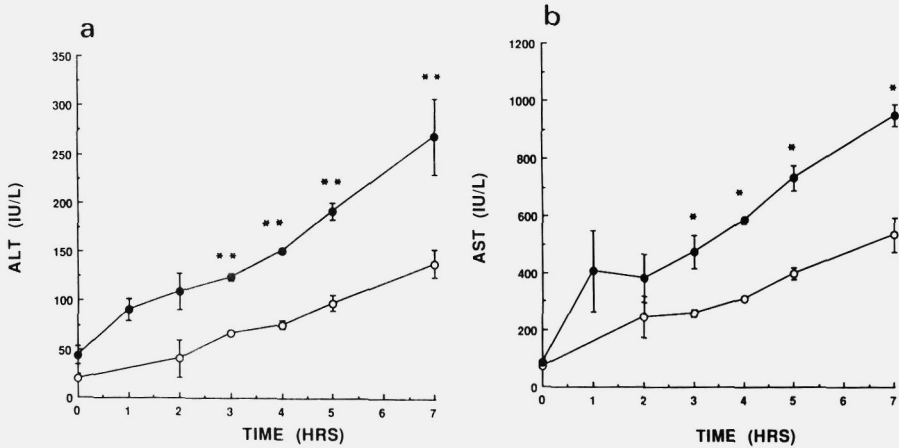 a
350
300
250
200
150
100
50
0
ALT (IU/L)
0 1 2 3 4 5 6 7
TIME (HRS)
** ** ** ** **
b
1200
1000
800
600
400
200
0
AST (IU/L)
0 1 2 3 4 5 6 7
TIME (HRS)
* * * * *